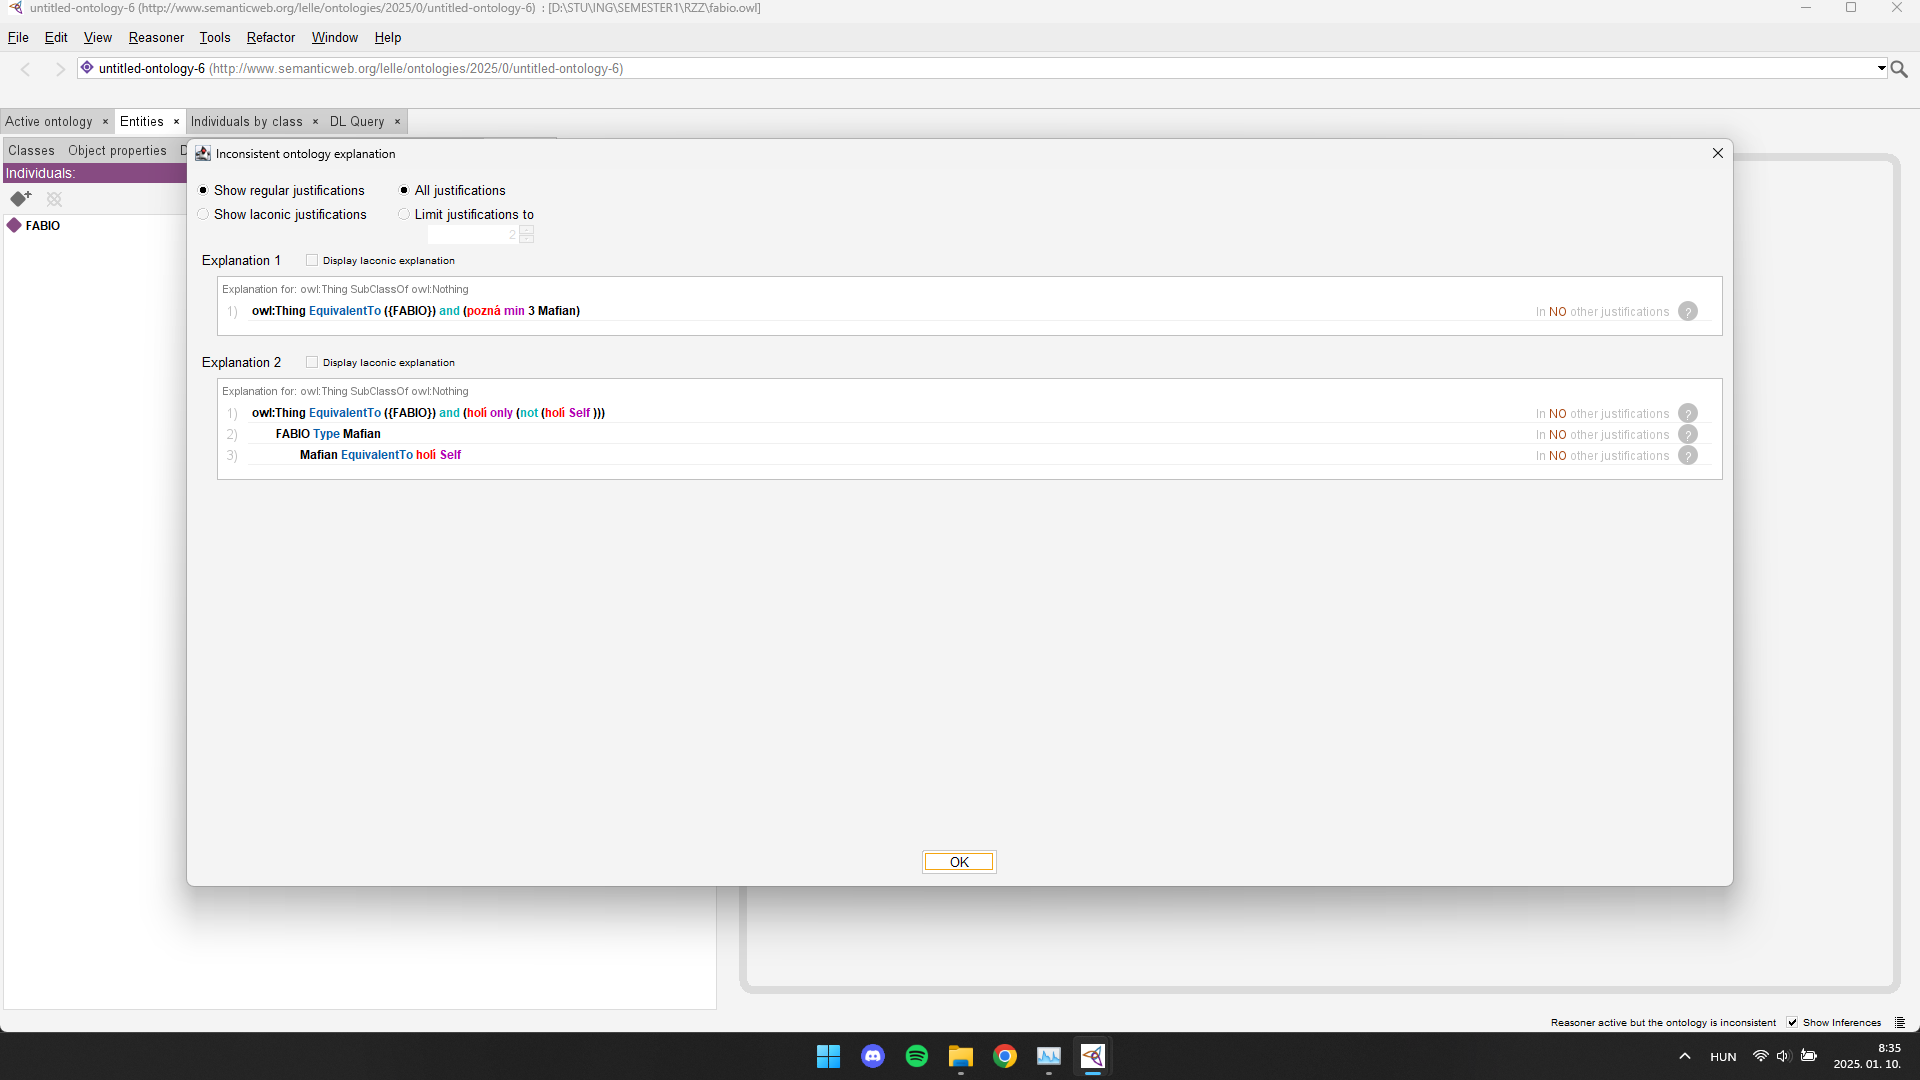 untitled-ontology-6 (http://www.semanticweb.org/lelle/ontologies/2025/0/untitled-ontology-6) : [D:\STU\ING\SEMESTER1\RZZ\fabio.owl]
File Edit View Reasoner Tools Refactor Window Help
untitled-ontology-6 (http://www.semanticweb.org/lelle/ontologies/2025/0/untitled-ontology-6)
Active ontology × Entities × Individuals by class × DL Query ×
Classes Object properties D
Individuals:
FABIO
Inconsistent ontology explanation
Show regular justifications All justifications
Show laconic justifications Limit justifications to
2
Explanation 1 Display laconic explanation
Explanation for: owl:Thing SubClassOf owl:Nothing
1) owl:Thing EquivalentTo ({FABIO}) and (pozná min 3 Mafian) In NO other justifications ?
Explanation 2 Display laconic explanation
Explanation for: owl:Thing SubClassOf owl:Nothing
1) owl:Thing EquivalentTo ({FABIO}) and (holí only (not (holí Self ))) In NO other justifications ?
2) FABIO Type Mafian In NO other justifications ?
3) Mafian EquivalentTo holí Self In NO other justifications ?
OK
Reasoner active but the ontology is inconsistent Show Inferences
HUN
8:35
2025. 01. 10.